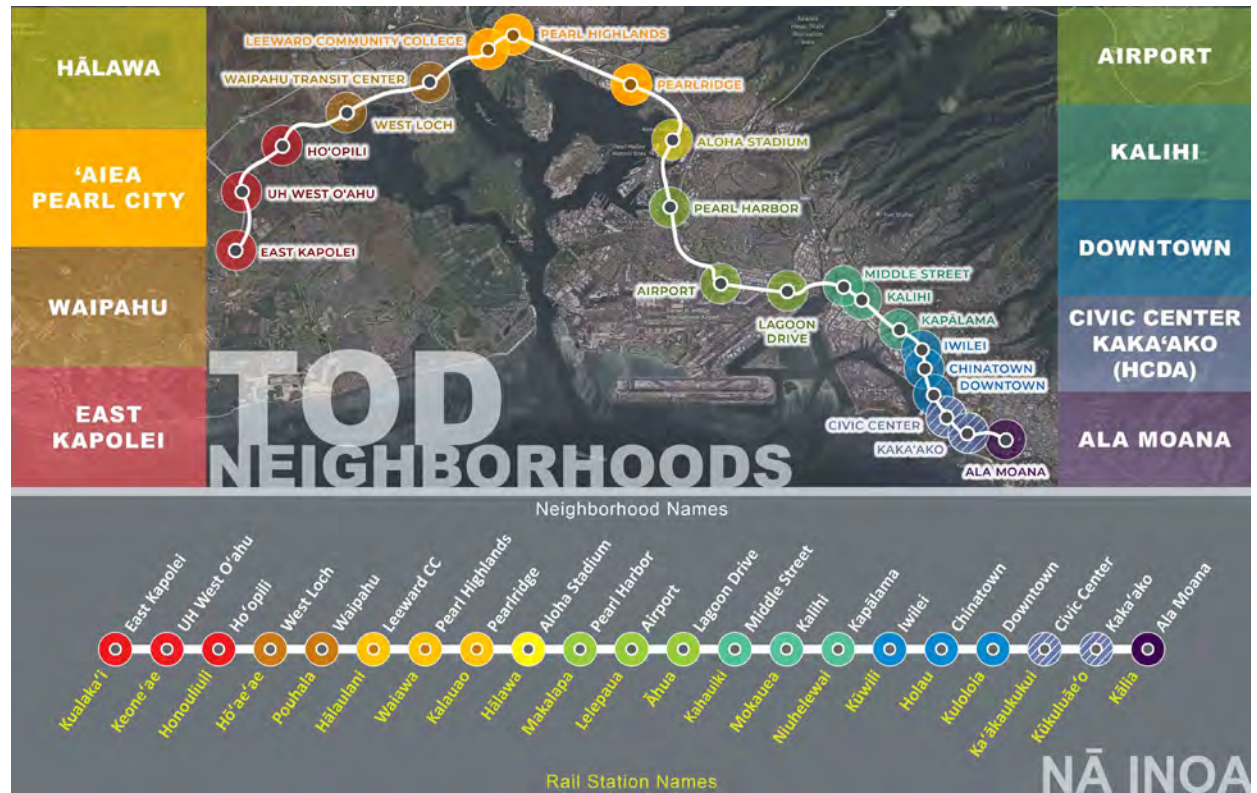 HĀLAWA
ʻAIEA
PEARL CITY
WAIPAHU
EAST
KAPOLEI
LEEWARD COMMUNITY COLLEGE
PEARL HIGHLANDS
WAIPAHU TRANSIT CENTER
PEARLRIDGE
WEST LOCH
HOʻOPILI
ALOHA STADIUM
UH WEST OʻAHU
PEARL HARBOR
EAST KAPOLEI
AIRPORT
MIDDLE STREET
KALIHI
LAGOON
DRIVE
KAPĀLAMA
IWILEI
CHINATOWN
DOWNTOWN
CIVIC CENTER
KAKAʻAKO
ALA MOANA
TOD
NEIGHBORHOODS
AIRPORT
KALIHI
DOWNTOWN
CIVIC CENTER
KAKAʻAKO
(HCDA)
ALA MOANA
Neighborhood Names
East Kapolei
UH West Oʻahu
Hoʻopili
West Loch
Waipahu
Leeward CC
Pearl Highlands
Pearlridge
Aloha Stadium
Pearl Harbor
Airport
Lagoon Drive
Middle Street
Kalihi
Kapālama
Iwilei
Chinatown
Downtown
Civic Center
Kakaʻako
Ala Moana
Kualakaʻi
Keoneʻae
Honouliuli
Hōʻaeʻae
Pouhala
Hālaulani
Waiawa
Kalauao
Hālawa
Makalapa
Lelepaua
Āhua
Kahauiki
Mokauea
Niuhelewai
Kūwili
Holau
Kuloloia
Kaʻākaukukui
Kūkuluāeʻo
Kālia
Rail Station Names
NĀ INOA